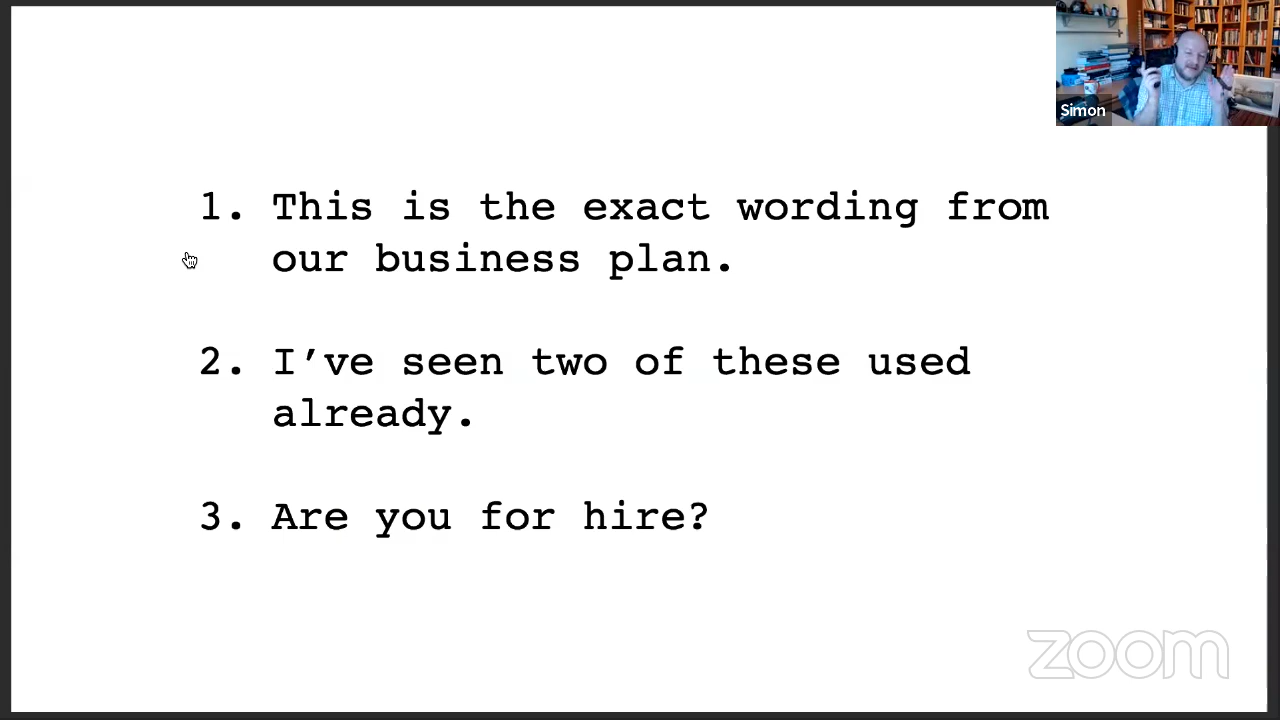 Simon
1. This is the exact wording from
our business plan.
2. I’ve seen two of these used
already.
3. Are you for hire?
zoom